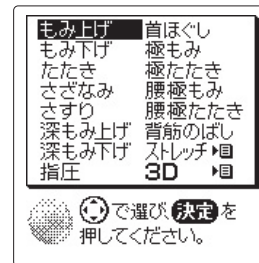 もみ上げ 首ほぐし
もみ下げ 極もみ
たたき 極たたき
さざなみ 腰極もみ
さすり 腰極たたき
深もみ上げ 背筋のばし
深もみ下げ ストレッチ
指圧 3D
で選び、決定を
押してください。